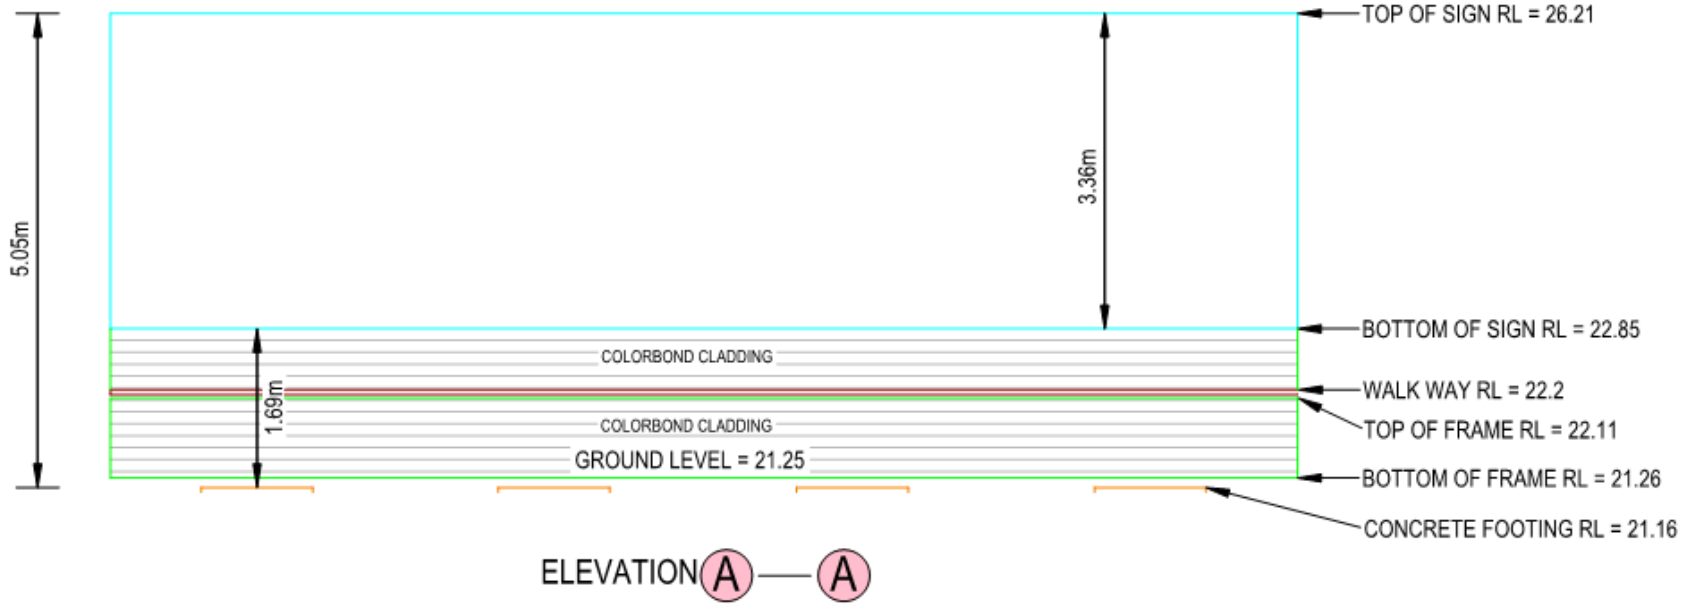 TOP OF SIGN RL = 26.21
3.36m
5.05m
BOTTOM OF SIGN RL = 22.85
COLORBOND CLADDING
WALK WAY RL = 22.2
1.69m
COLORBOND CLADDING
TOP OF FRAME RL = 22.11
GROUND LEVEL = 21.25
BOTTOM OF FRAME RL = 21.26
CONCRETE FOOTING RL = 21.16
ELEVATION A — A